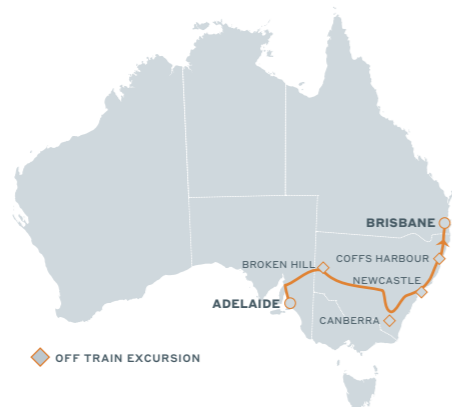 BRISBANE
COFFS HARBOUR
BROKEN HILL
NEWCASTLE
ADELAIDE
CANBERRA
OFF TRAIN EXCURSION